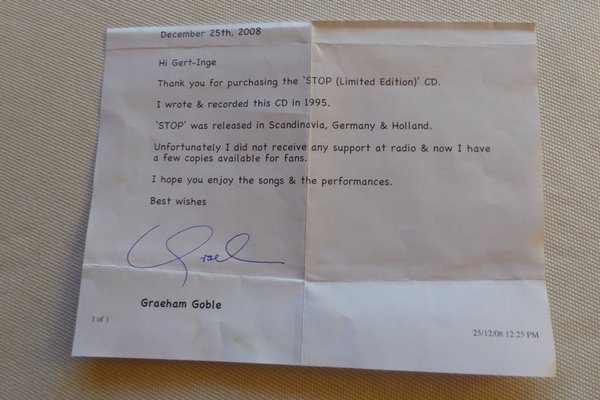 December 25th, 2008
Hi Gert-Inge
Thank you for purchasing the 'STOP (Limited Edition)' CD.
I wrote & recorded this CD in 1995.
'STOP' was released in Scandinavia, Germany & Holland.
Unfortunately I did not receive any support at radio & now I have
a few copies available for fans.
I hope you enjoy the songs & the performances.
Best wishes
Grae
Graeham Goble
1 of 1
25/12/08 12:25 PM